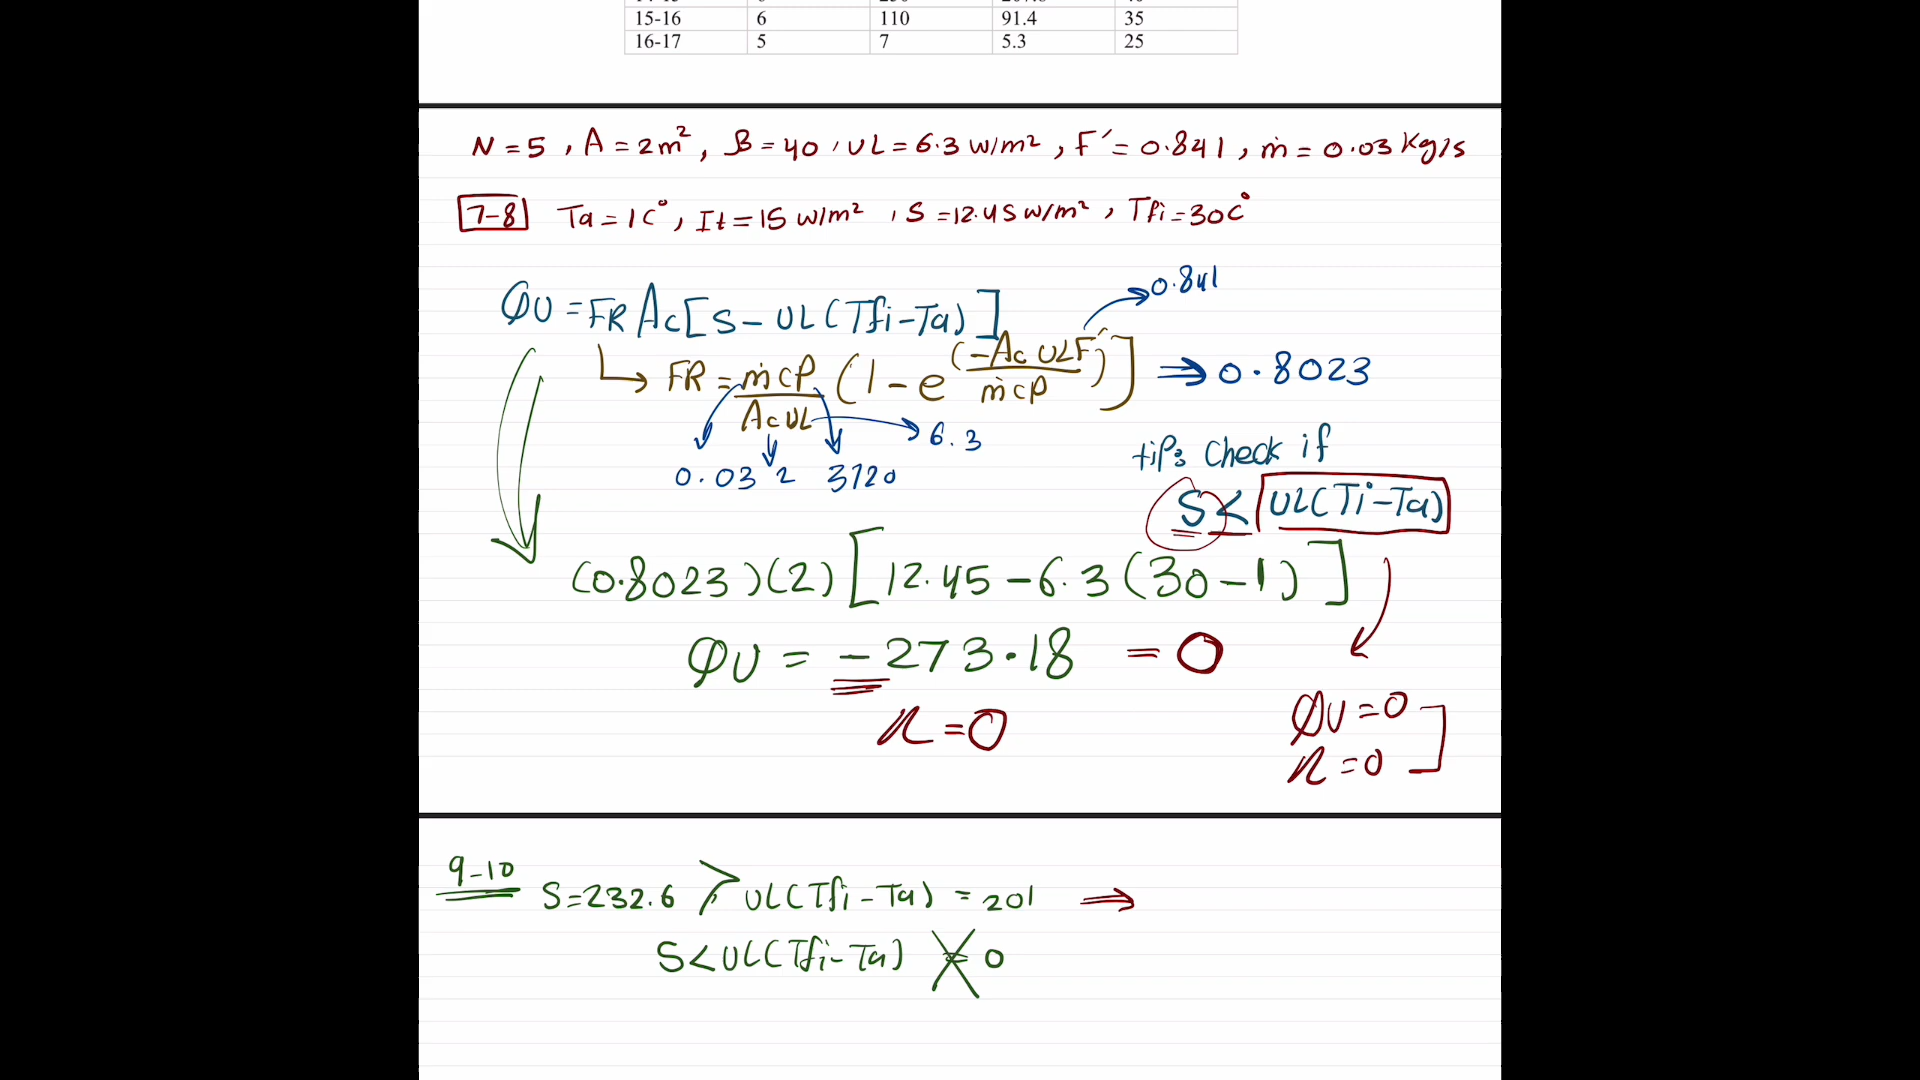 15-16 6 110 91.4 35
16-17 5 7 5.3 25
N = 5 , A = 2m² , β = 40 , UL = 6.3 w/m² , F′ = 0.841 , ṁ = 0.03 Kg/s
7-8 Ta = 1C° , It = 15 w/m² , S = 12.45 w/m² , Tfi = 30C°
QU = FR Ac [S - UL(Tfi-Ta)]
0.841
FR = ṁcp / AcUL (1 - e^(-Ac ULF′ / ṁcp)] ⇒ 0.8023
6.3
0.03 2 3720
tip: Check if
S < UL(Ti-Ta)
(0.8023)(2)[12.45-6.3(30-1)]
QU = -273.18 = 0
η = 0
QU = 0
η = 0
9-10 S = 232.6 > UL(Tfi-Ta) = 201 ⇒
S < UL(Tfi-Ta) = 0